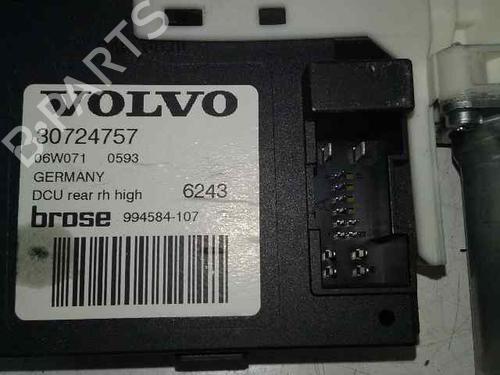 B-PARTS
VOLVO
30724757
06W071 0593
GERMANY
DCU rear rh high 6243
brose 994584-107